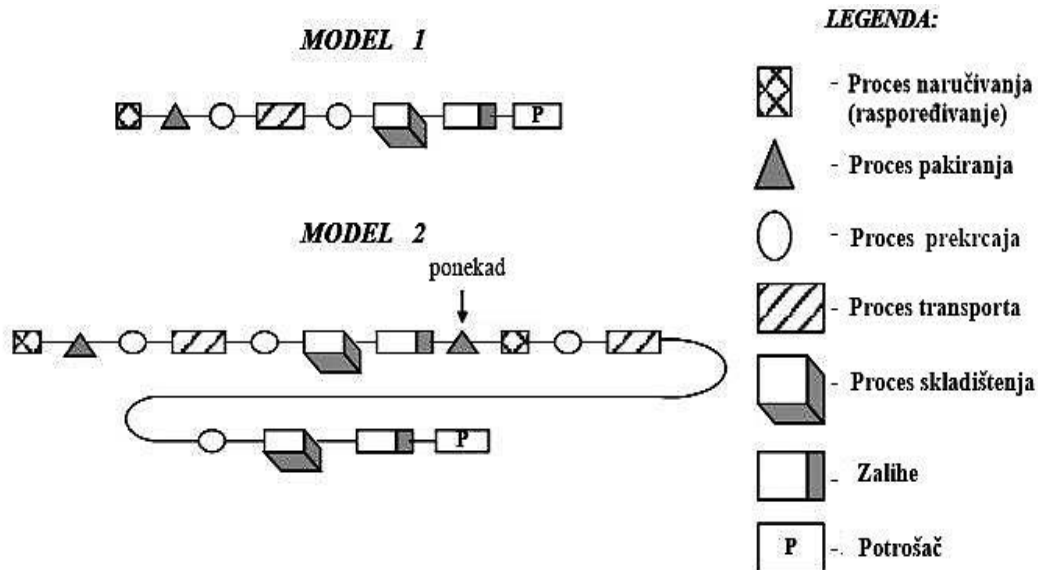 MODEL 1
P
MODEL 2
ponekad
P
LEGENDA:
- Proces naručivanja
(raspoređivanje)
- Proces pakiranja
- Proces prekrcaja
- Proces transporta
- Proces skladištenja
- Zalihe
P - Potrošač